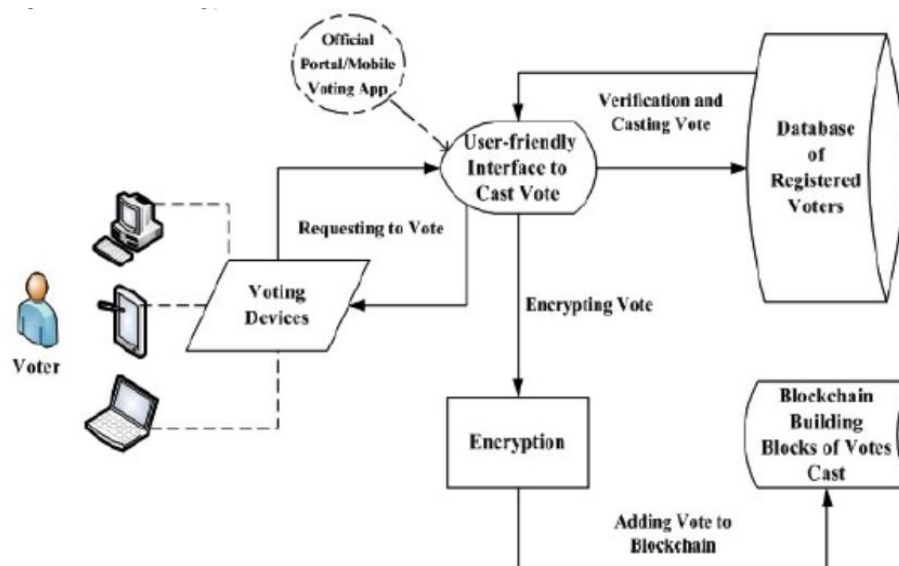 Official
Portal/Mobile
Voting App
User-friendly
Interface to
Cast Vote
Verification and
Casting Vote
Database
of
Registered
Voters
Requesting to Vote
Voting
Devices
Voter
Encrypting Vote
Encryption
Blockchain
Building
Blocks of Votes
Cast
Adding Vote to
Blockchain